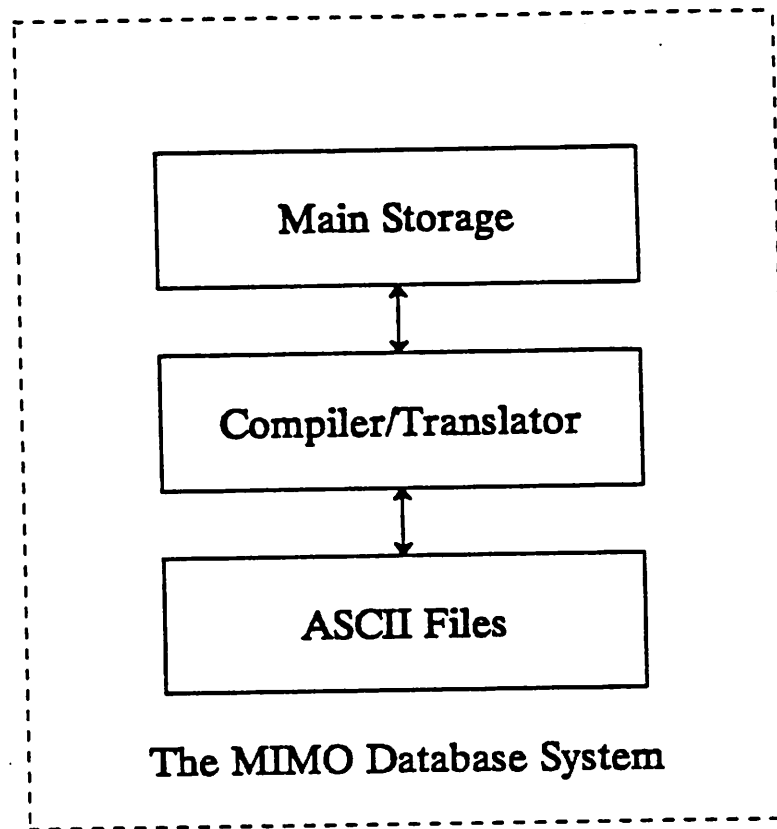 Main Storage
Compiler/Translator
ASCII Files
The MIMO Database System